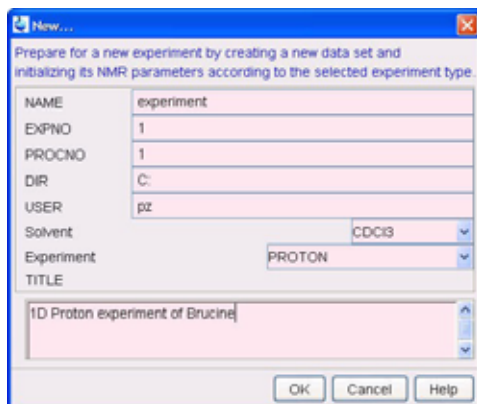 New...
Prepare for a new experiment by creating a new data set and
initializing its NMR parameters according to the selected experiment type.
NAME experiment
EXPNO 1
PROCNO 1
DIR C:
USER pz
Solvent CDCl3
Experiment PROTON
TITLE
1D Proton experiment of Brucine
OK Cancel Help